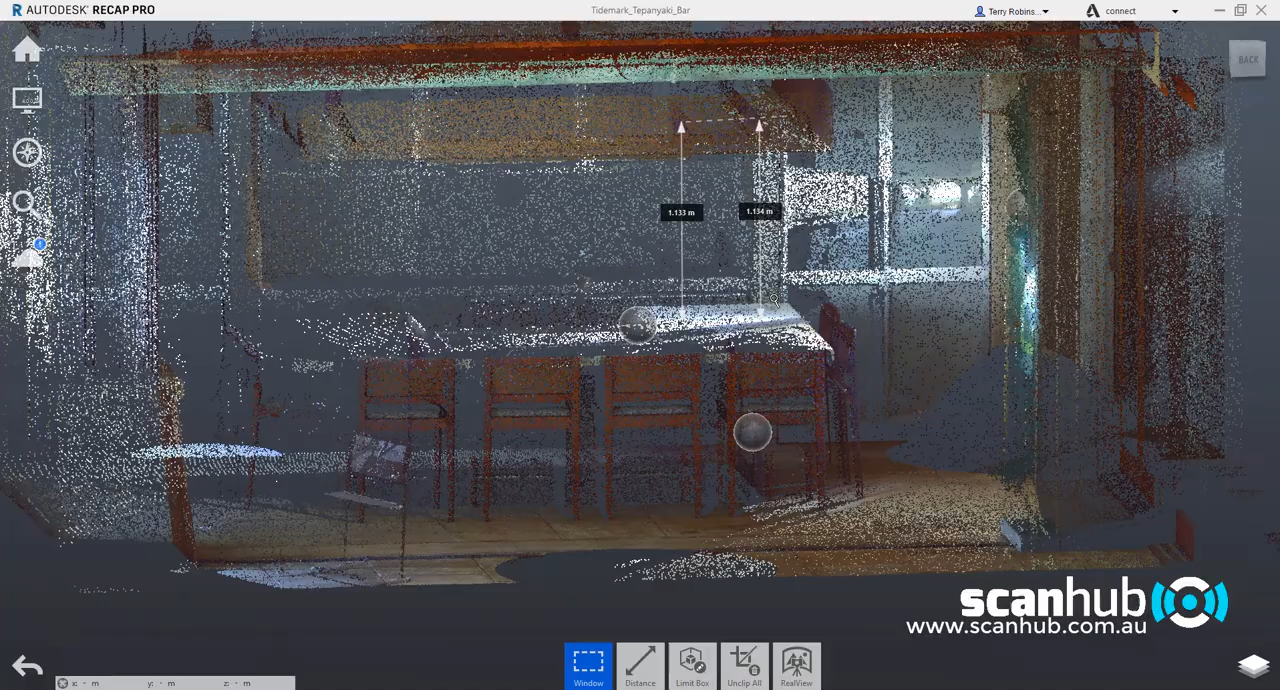 R AUTODESK® RECAP PRO
Tidemark_Tepanyaki_Bar
Terry Robins...
connect
BACK
1.133 m
1.134 m
scanhub
www.scanhub.com.au
Window
Distance
Limit Box
Unclip All
RealView
x: - m y: - m z: - m